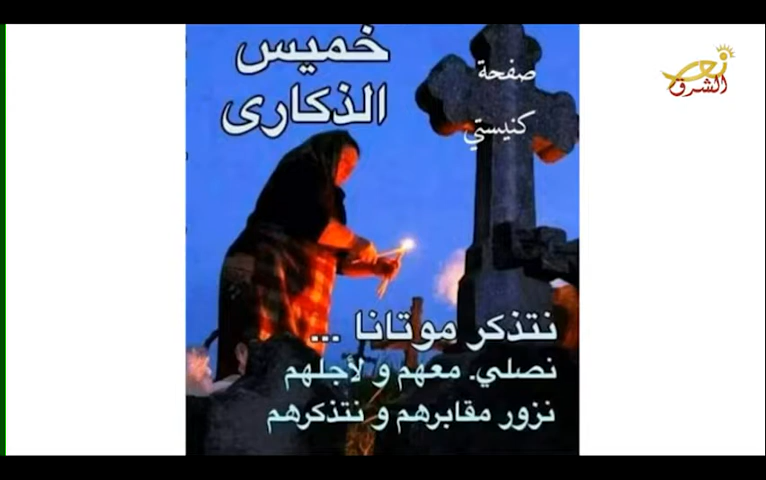 خميس
الذكارى
صفحة
كنيستي
نور
الشرق
نتذكر موتانا ...
نصلي. معهم و لأجلهم
نزور مقابرهم و نتذكرهم